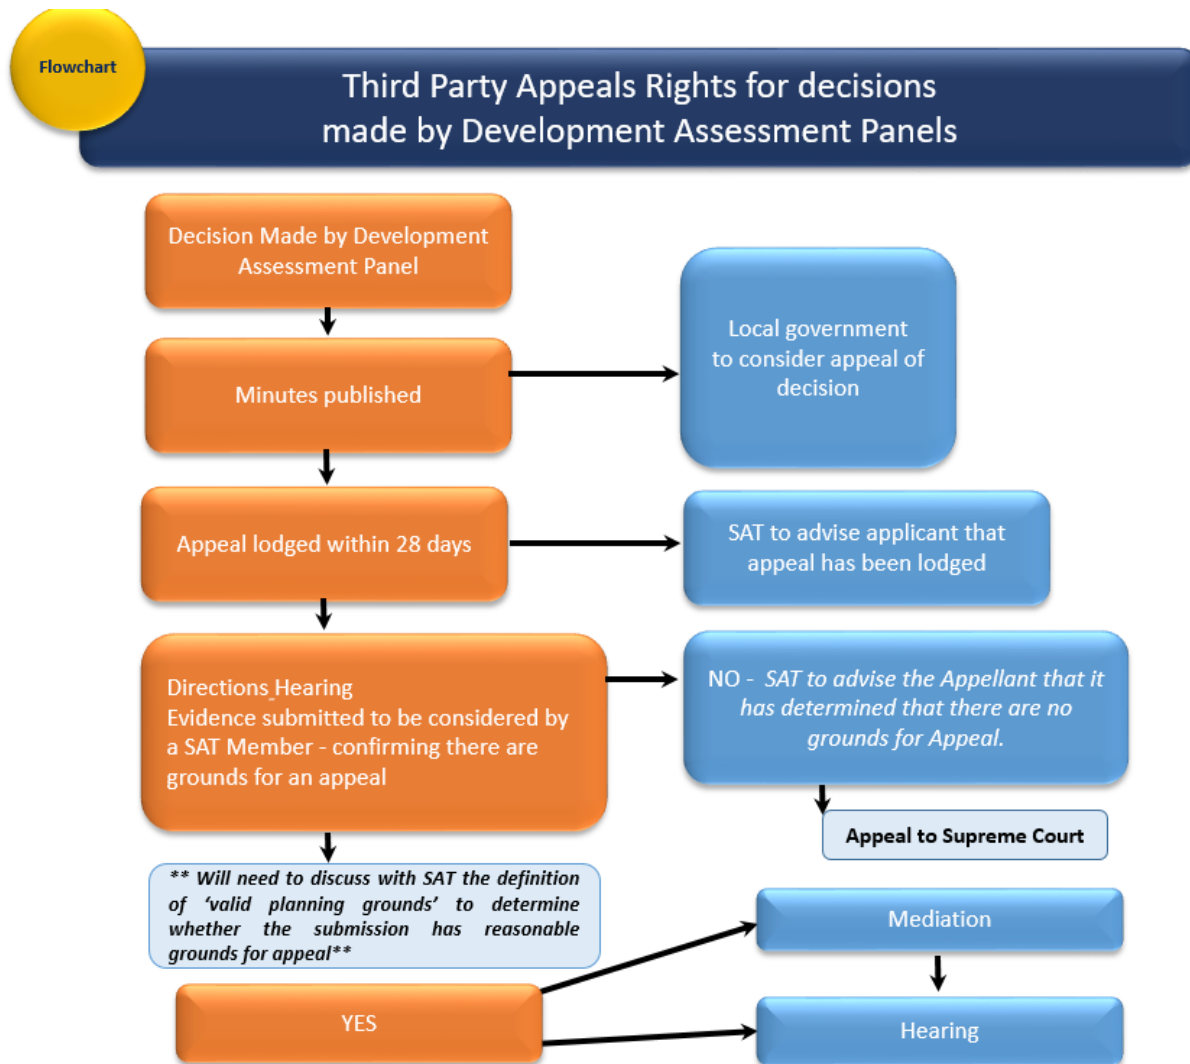 Flowchart
Third Party Appeals Rights for decisions
made by Development Assessment Panels
Decision Made by Development
Assessment Panel
Minutes published
Local government
to consider appeal of
decision
Appeal lodged within 28 days
SAT to advise applicant that
appeal has been lodged
Directions Hearing
Evidence submitted to be considered by
a SAT Member - confirming there are
grounds for an appeal
NO - SAT to advise the Appellant that it
has determined that there are no
grounds for Appeal.
Appeal to Supreme Court
** Will need to discuss with SAT the definition
of ‘valid planning grounds’ to determine
whether the submission has reasonable
grounds for appeal**
YES
Mediation
Hearing